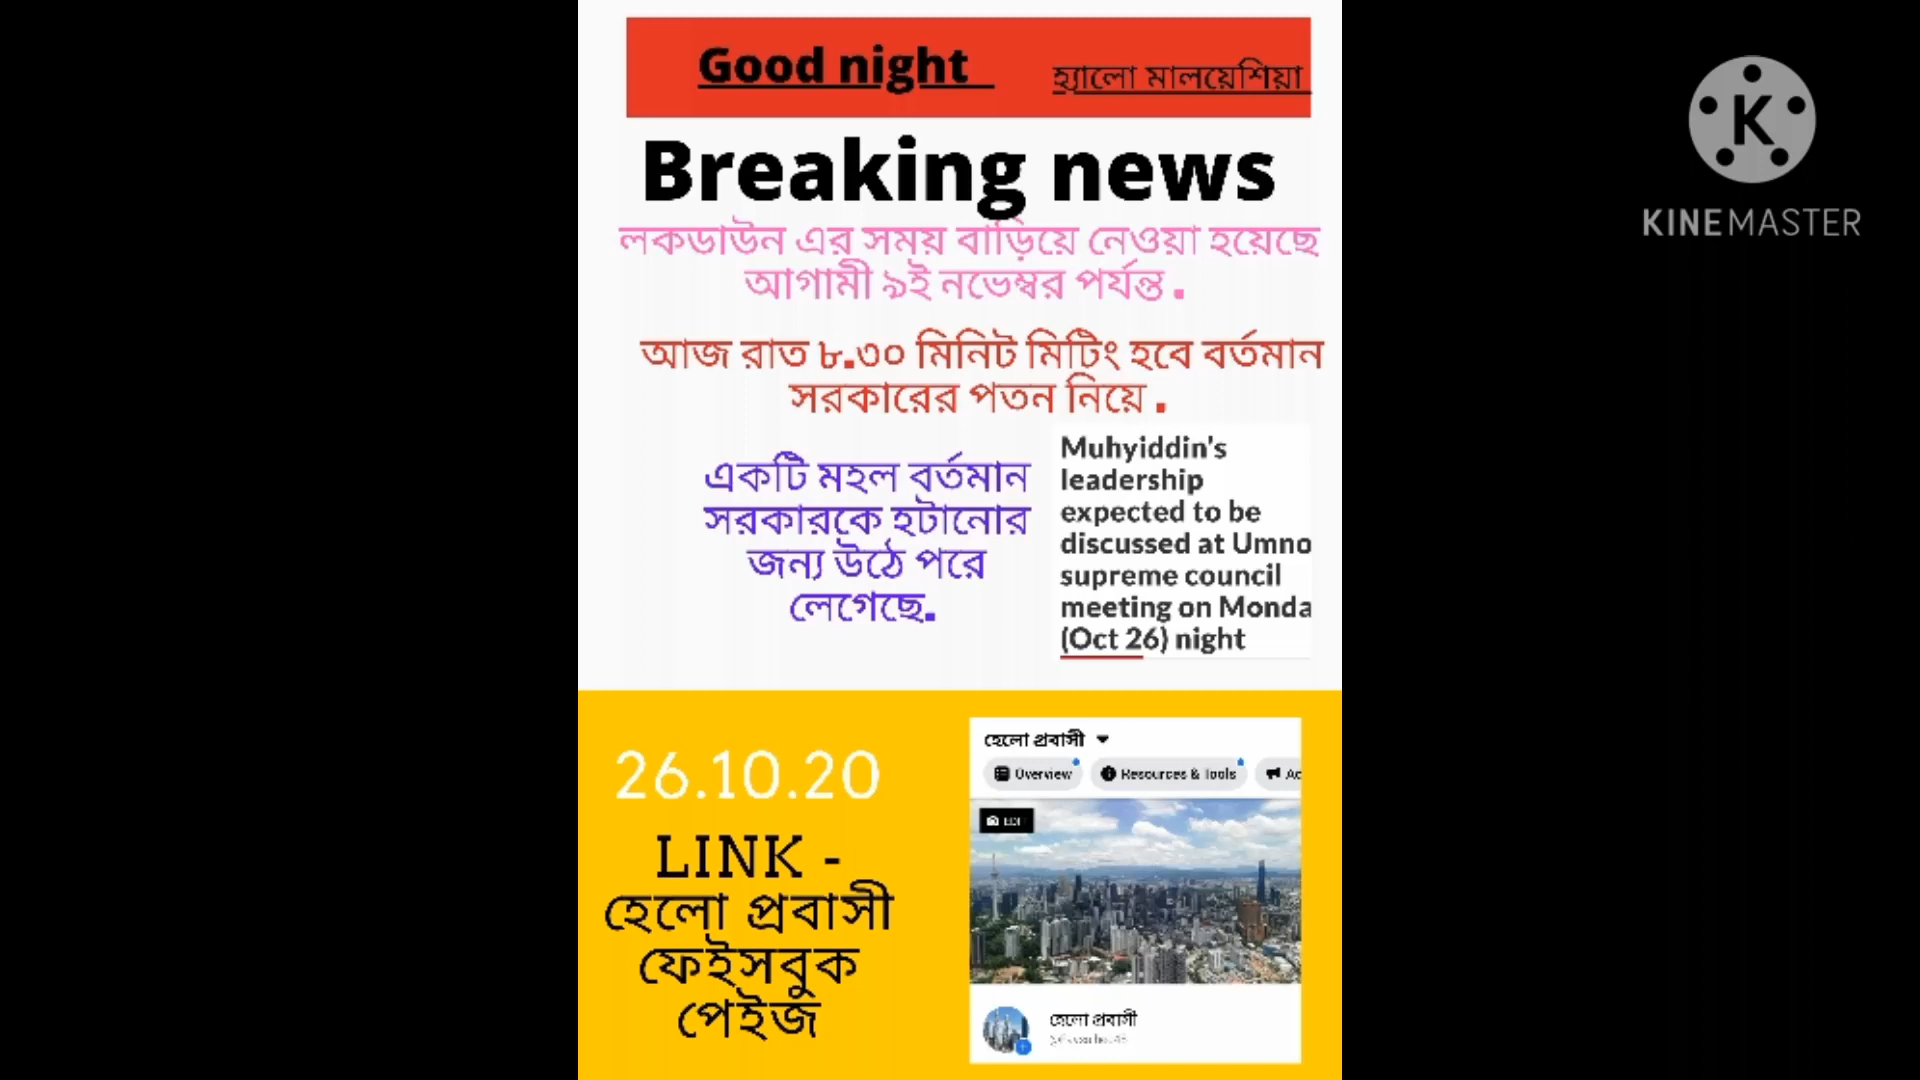 Good night
হ্যালো মালয়েশিয়া
Breaking news
লকডাউন এর সময় বাড়িয়ে নেওয়া হয়েছে
আগামী ৯ই নভেম্বর পর্যন্ত .
আজ রাত ৮.৩০ মিনিট মিটিং হবে বর্তমান
সরকারের পতন নিয়ে .
একটি মহল বর্তমান
সরকারকে হটানোর
জন্য উঠে পরে
লেগেছে.
Muhyiddin's
leadership
expected to be
discussed at Umno
supreme council
meeting on Monda
(Oct 26) night
26.10.20
LINK -
হেলো প্রবাসী
ফেইসবুক
পেইজ
হেলো প্রবাসী
Overview
Resources & Tools
Ac
EDIT
হেলো প্রবাসী
K
KINEMASTER